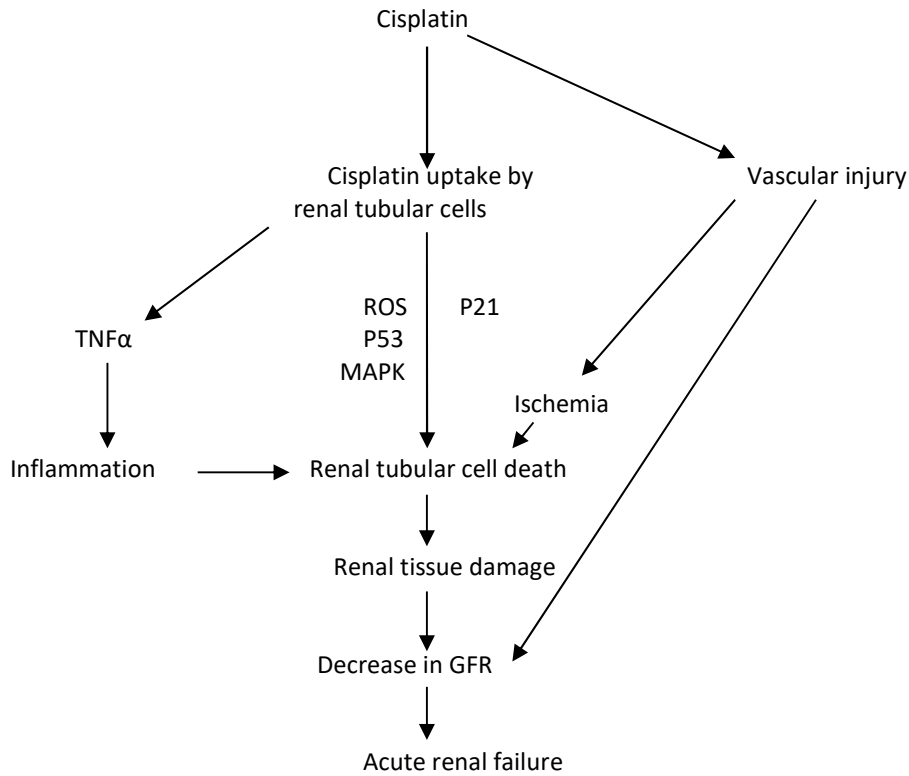 Cisplatin
Cisplatin uptake by
renal tubular cells
Vascular injury
ROS
P21
TNFα
P53
MAPK
Ischemia
Inflammation
Renal tubular cell death
Renal tissue damage
Decrease in GFR
Acute renal failure